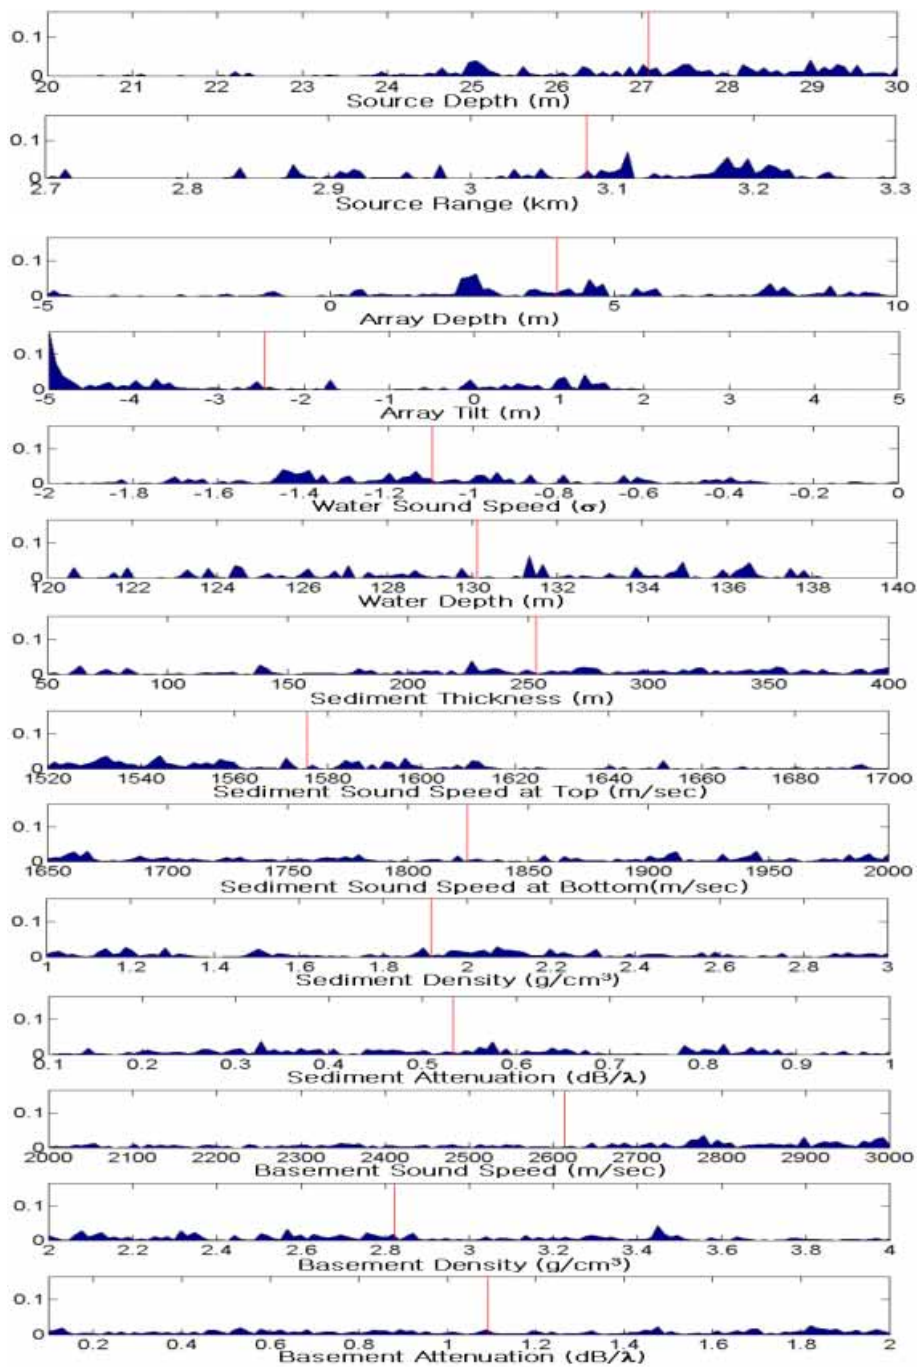 0.1
0
20 21 22 23 24 25 26 27 28 29 30
Source Depth (m)
0.1
0
2.7 2.8 2.9 3 3.1 3.2 3.3
Source Range (km)
0.1
0
-5 0 5 10
Array Depth (m)
0.1
0
-5 -4 -3 -2 -1 0 1 2 3 4 5
Array Tilt (m)
0.1
0
-2 -1.8 -1.6 -1.4 -1.2 -1 -0.8 -0.6 -0.4 -0.2 0
Water Sound Speed (σ)
0.1
0
120 122 124 126 128 130 132 134 136 138 140
Water Depth (m)
0.1
0
50 100 150 200 250 300 350 400
Sediment Thickness (m)
0.1
0
1520 1540 1560 1580 1600 1620 1640 1660 1680 1700
Sediment Sound Speed at Top (m/sec)
0.1
0
1650 1700 1750 1800 1850 1900 1950 2000
Sediment Sound Speed at Bottom(m/sec)
0.1
0
1 1.2 1.4 1.6 1.8 2 2.2 2.4 2.6 2.8 3
Sediment Density (g/cm³)
0.1
0
0.1 0.2 0.3 0.4 0.5 0.6 0.7 0.8 0.9 1
Sediment Attenuation (dB/λ)
0.1
0
2000 2100 2200 2300 2400 2500 2600 2700 2800 2900 3000
Basement Sound Speed (m/sec)
0.1
0
2 2.2 2.4 2.6 2.8 3 3.2 3.4 3.6 3.8 4
Basement Density (g/cm³)
0.1
0
0.2 0.4 0.6 0.8 1 1.2 1.4 1.6 1.8 2
Basement Attenuation (dB/λ)